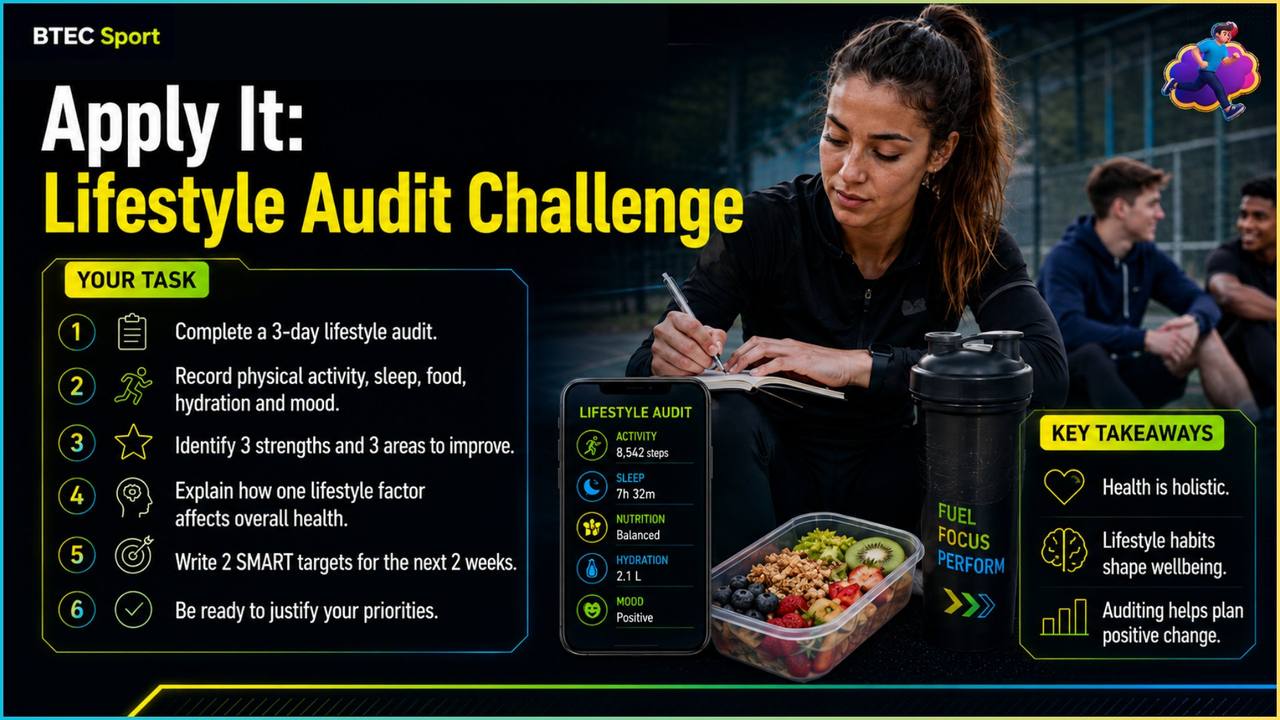 BTEC Sport
Apply It:
Lifestyle Audit Challenge
YOUR TASK
1 Complete a 3-day lifestyle audit.
2 Record physical activity, sleep, food,
hydration and mood.
3 Identify 3 strengths and 3 areas to improve.
4 Explain how one lifestyle factor
affects overall health.
5 Write 2 SMART targets for the next 2 weeks.
6 Be ready to justify your priorities.
LIFESTYLE AUDIT
ACTIVITY
8,542 steps
SLEEP
7h 32m
NUTRITION
Balanced
HYDRATION
2.1 L
MOOD
Positive
FUEL
FOCUS
PERFORM
KEY TAKEAWAYS
Health is holistic.
Lifestyle habits
shape wellbeing.
Auditing helps plan
positive change.